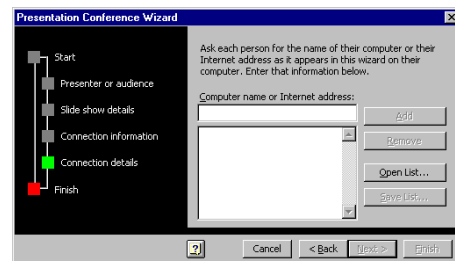 Presentation Conference Wizard
Start
Presenter or audience
Slide show details
Connection information
Connection details
Finish
Ask each person for the name of their computer or their
Internet address as it appears in this wizard on their
computer. Enter that information below.
Computer name or Internet address:
Add
Remove
Open List...
Save List...
Cancel
< Back
Next >
Finish